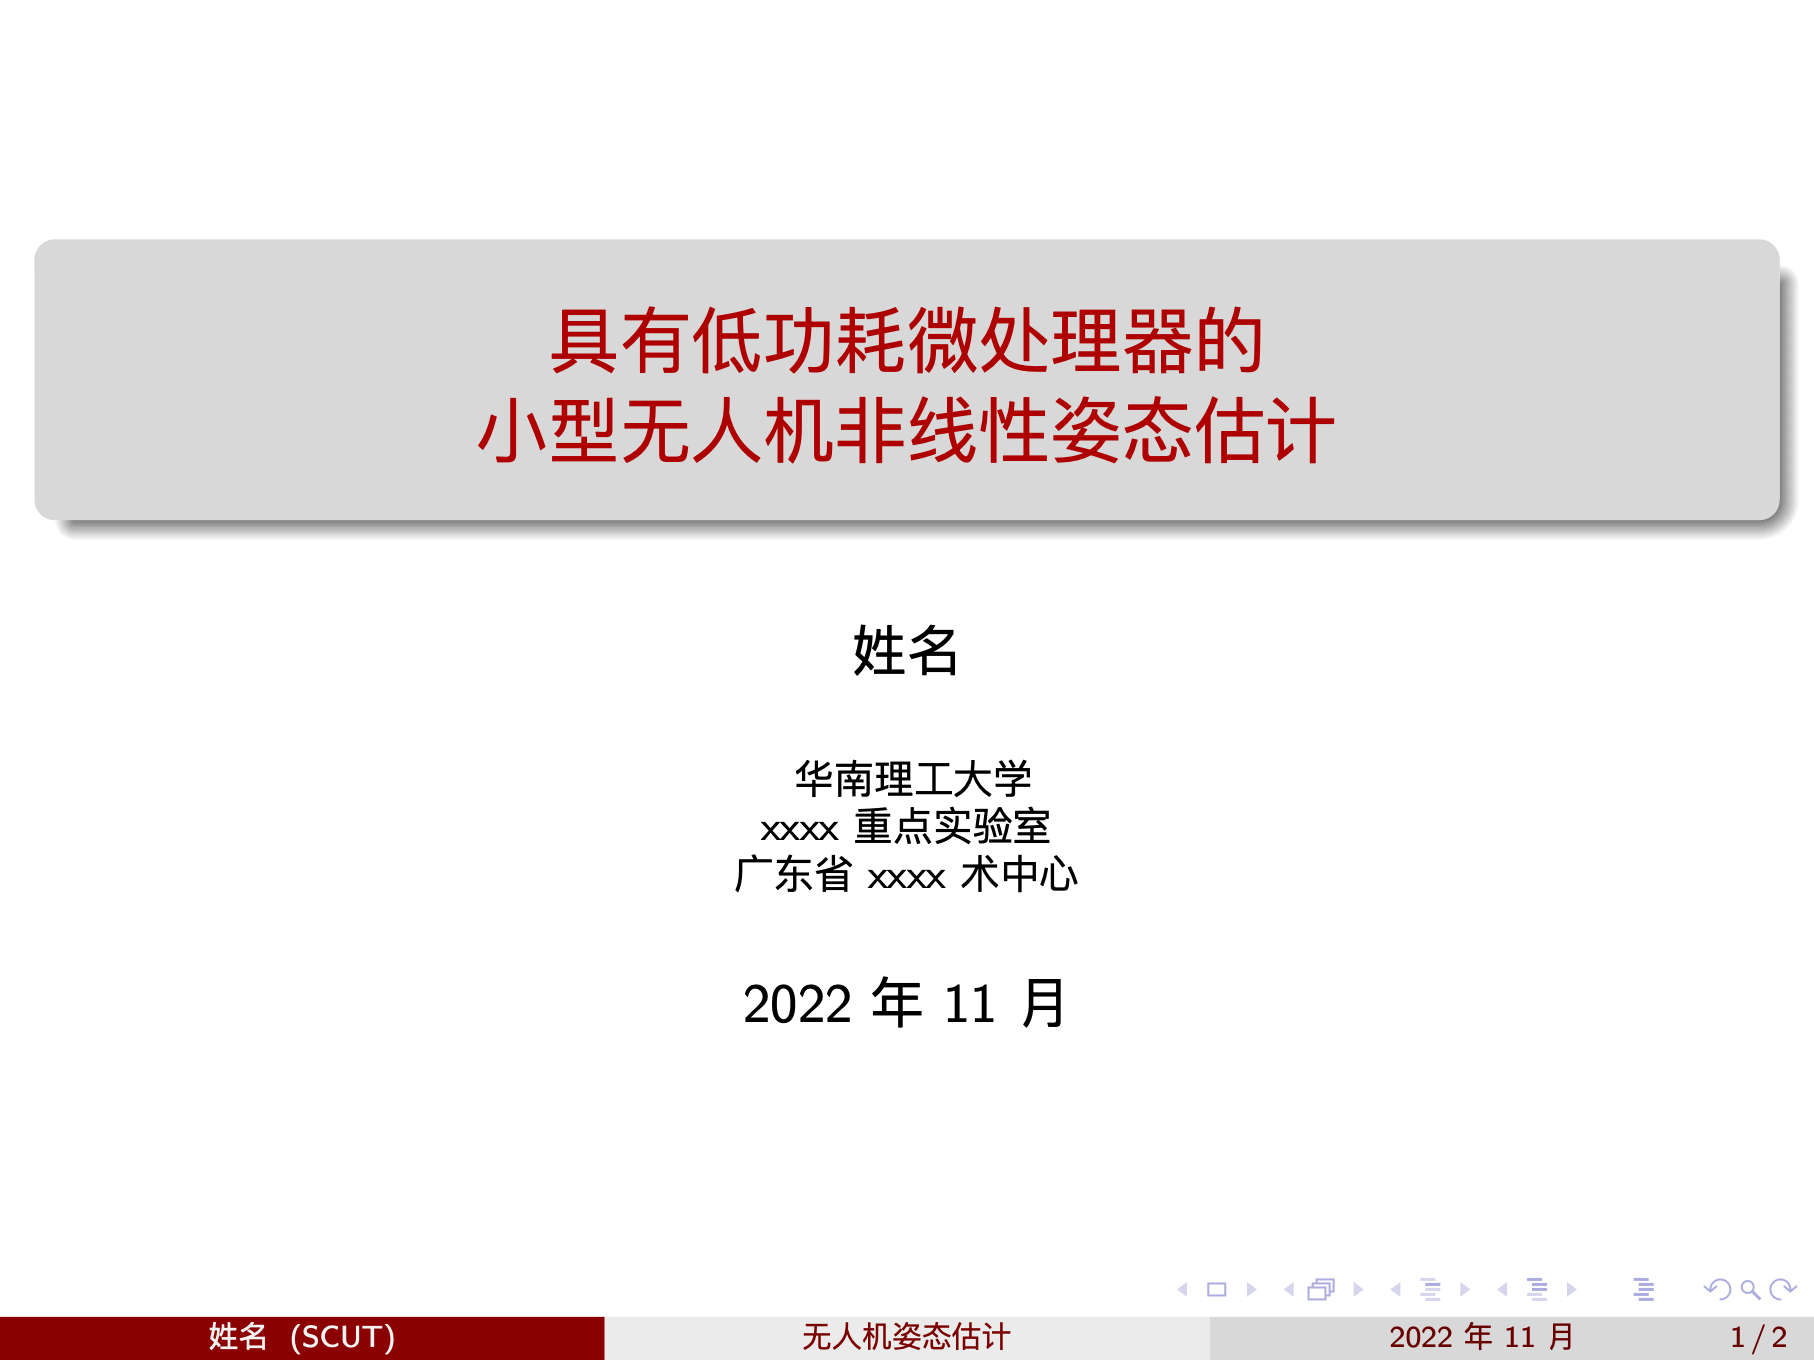 具有低功耗微处理器的
小型无人机非线性姿态估计
姓名
华南理工大学
xxxx 重点实验室
广东省 xxxx 术中心
2022 年 11 月
姓名 (SCUT)
无人机姿态估计
2022 年 11 月
1 / 2